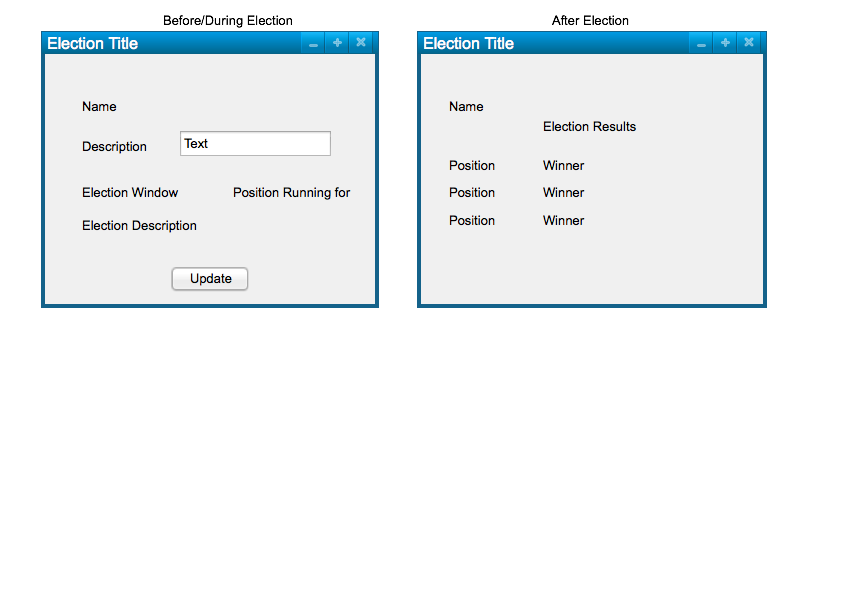 Before/During Election
Election Title
Name
Description
Text
Election Window
Position Running for
Election Description
Update
After Election
Election Title
Name
Election Results
Position Winner
Position Winner
Position Winner